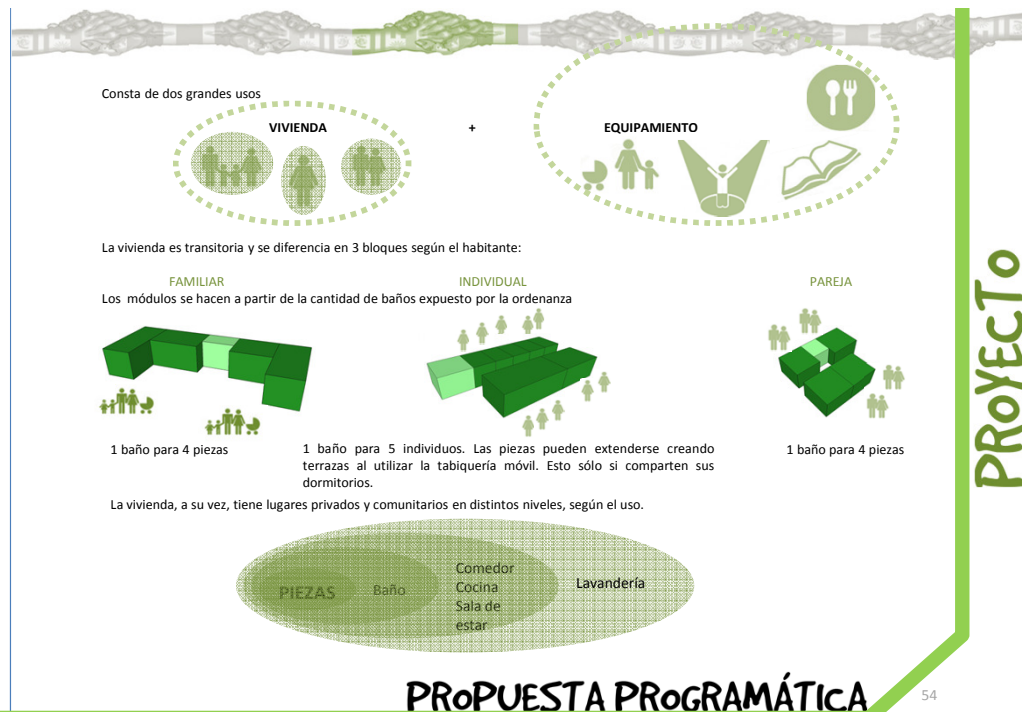 Consta de dos grandes usos
VIVIENDA + EQUIPAMIENTO
La vivienda es transitoria y se diferencia en 3 bloques según el habitante:
FAMILIAR INDIVIDUAL PAREJA
Los módulos se hacen a partir de la cantidad de baños expuesto por la ordenanza
1 baño para 4 piezas
1 baño para 5 individuos. Las piezas pueden extenderse creando
terrazas al utilizar la tabiquería móvil. Esto sólo si comparten sus
dormitorios.
1 baño para 4 piezas
La vivienda, a su vez, tiene lugares privados y comunitarios en distintos niveles, según el uso.
PIEZAS
Baño
Comedor
Cocina
Sala de
estar
Lavandería
PROYECTO
PROPUESTA PROGRAMÁTICA
54